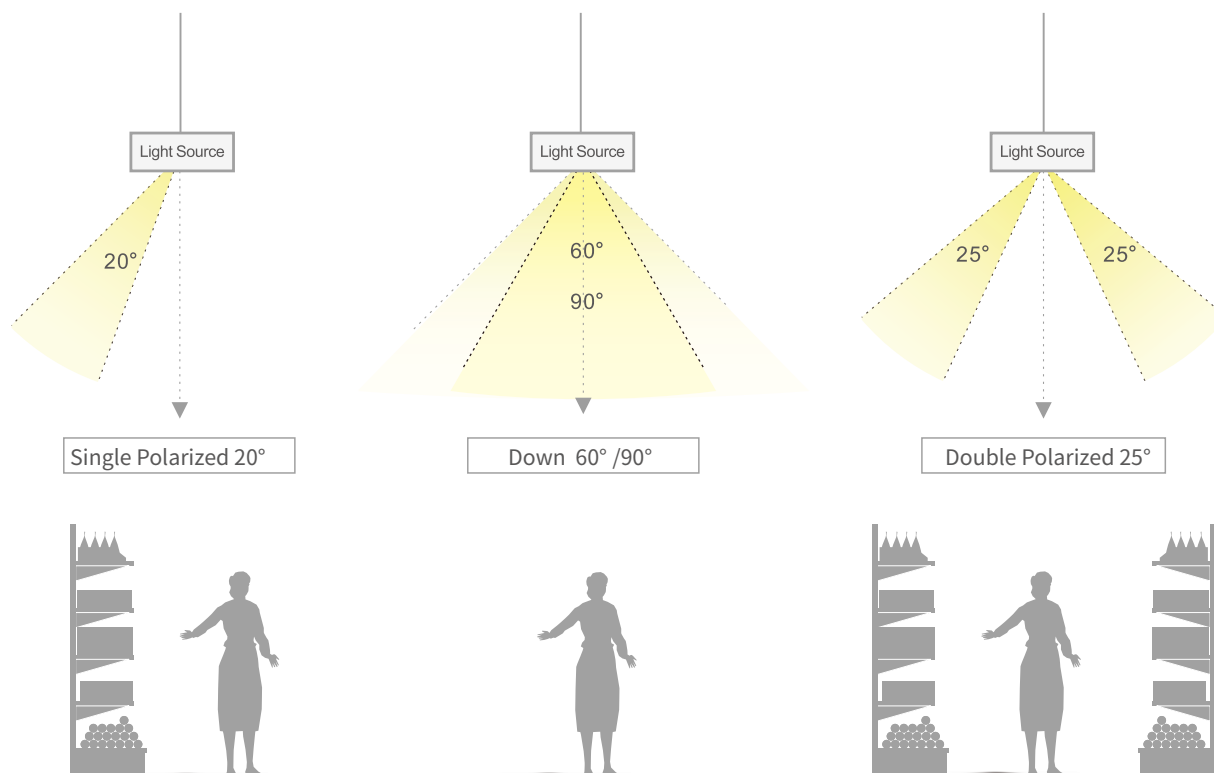 Light Source
Light Source
Light Source
20°
60°
90°
25°
25°
Single Polarized 20°
Down 60° /90°
Double Polarized 25°